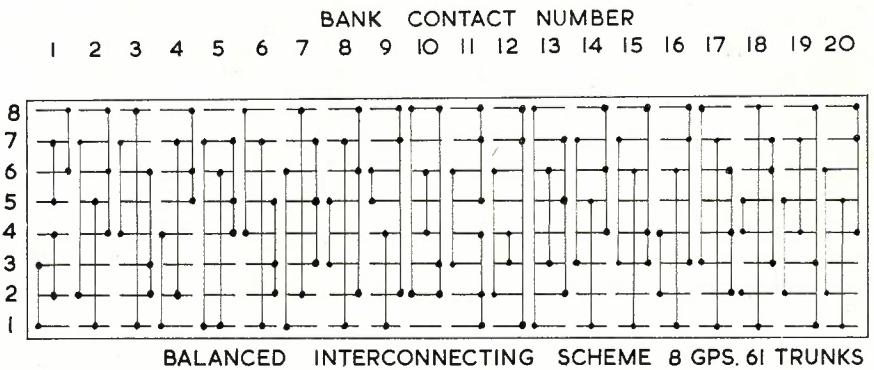 BANK CONTACT NUMBER
1 2 3 4 5 6 7 8 9 10 11 12 13 14 15 16 17 18 19 20
8
7
6
5
4
3
2
1
BALANCED INTERCONNECTING SCHEME 8 GPS. 61 TRUNKS